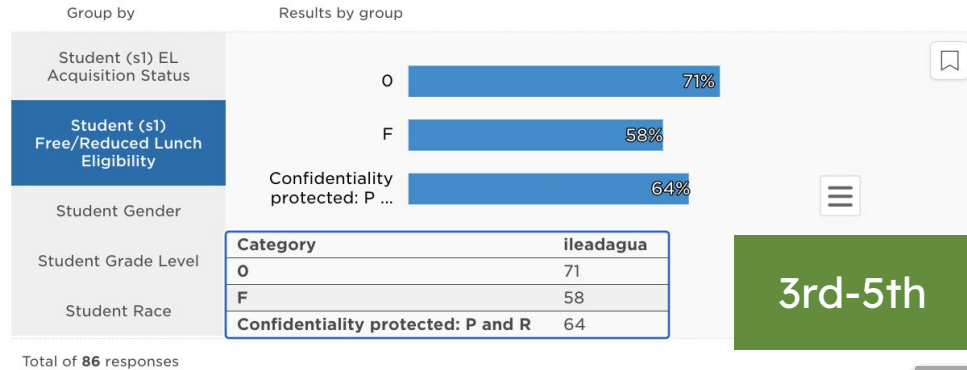 Group by
Results by group
Student (s1) EL
Acquisition Status
Student (s1)
Free/Reduced Lunch
Eligibility
Student Gender
Student Grade Level
Student Race
0 71%
F 58%
Confidentiality
protected: P ... 64%
Category ileadagua
0 71
F 58
Confidentiality protected: P and R 64
3rd-5th
Total of 86 responses